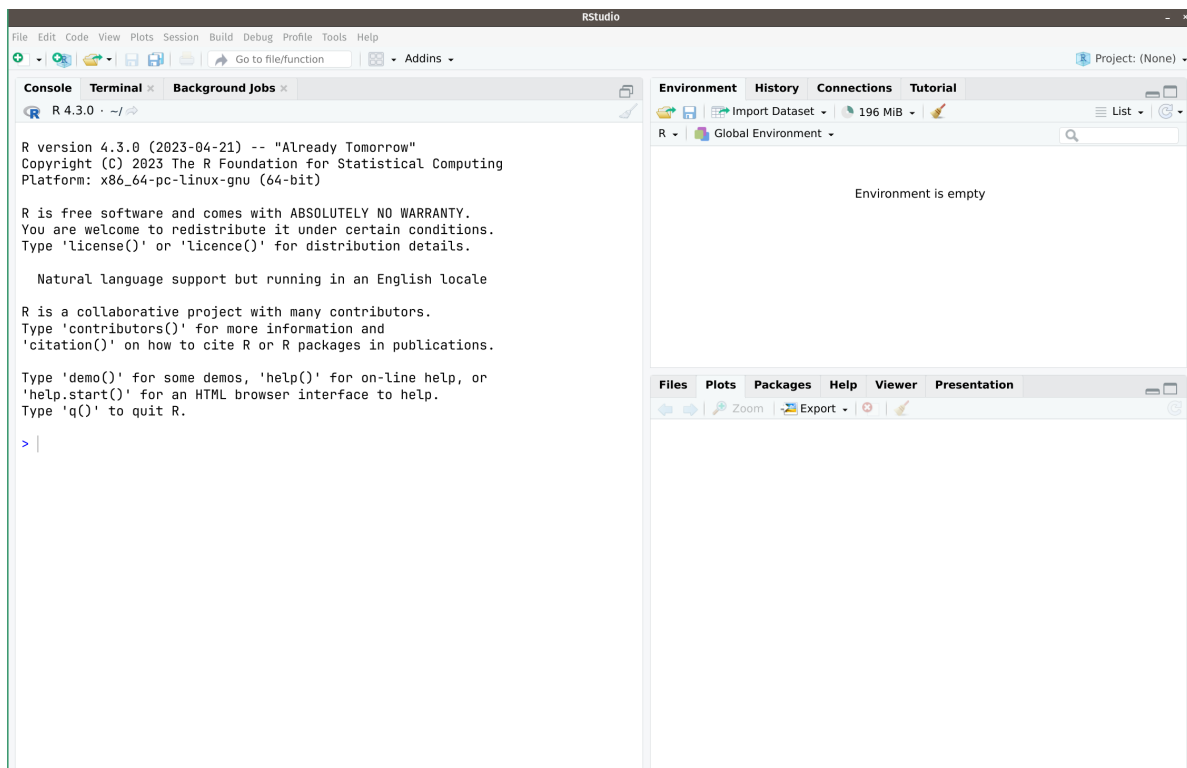 RStudio
File Edit Code View Plots Session Build Debug Profile Tools Help
Go to file/function Addins Project: (None)
Console Terminal Background Jobs
R 4.3.0 · ~/
R version 4.3.0 (2023-04-21) -- "Already Tomorrow"
Copyright (C) 2023 The R Foundation for Statistical Computing
Platform: x86_64-pc-linux-gnu (64-bit)
R is free software and comes with ABSOLUTELY NO WARRANTY.
You are welcome to redistribute it under certain conditions.
Type 'license()' or 'licence()' for distribution details.
Natural language support but running in an English locale
R is a collaborative project with many contributors.
Type 'contributors()' for more information and
'citation()' on how to cite R or R packages in publications.
Type 'demo()' for some demos, 'help()' for on-line help, or
'help.start()' for an HTML browser interface to help.
Type 'q()' to quit R.
>
Environment History Connections Tutorial
Import Dataset 196 MiB List
R Global Environment
Environment is empty
Files Plots Packages Help Viewer Presentation
Zoom Export